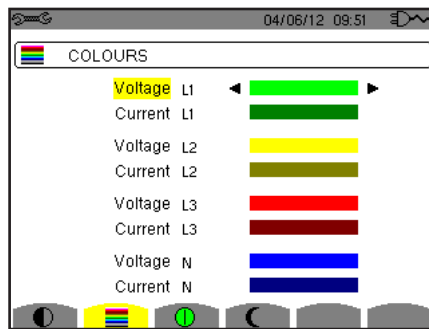 04/06/12 09:51
COLOURS
Voltage L1
Current L1
Voltage L2
Current L2
Voltage L3
Current L3
Voltage N
Current N